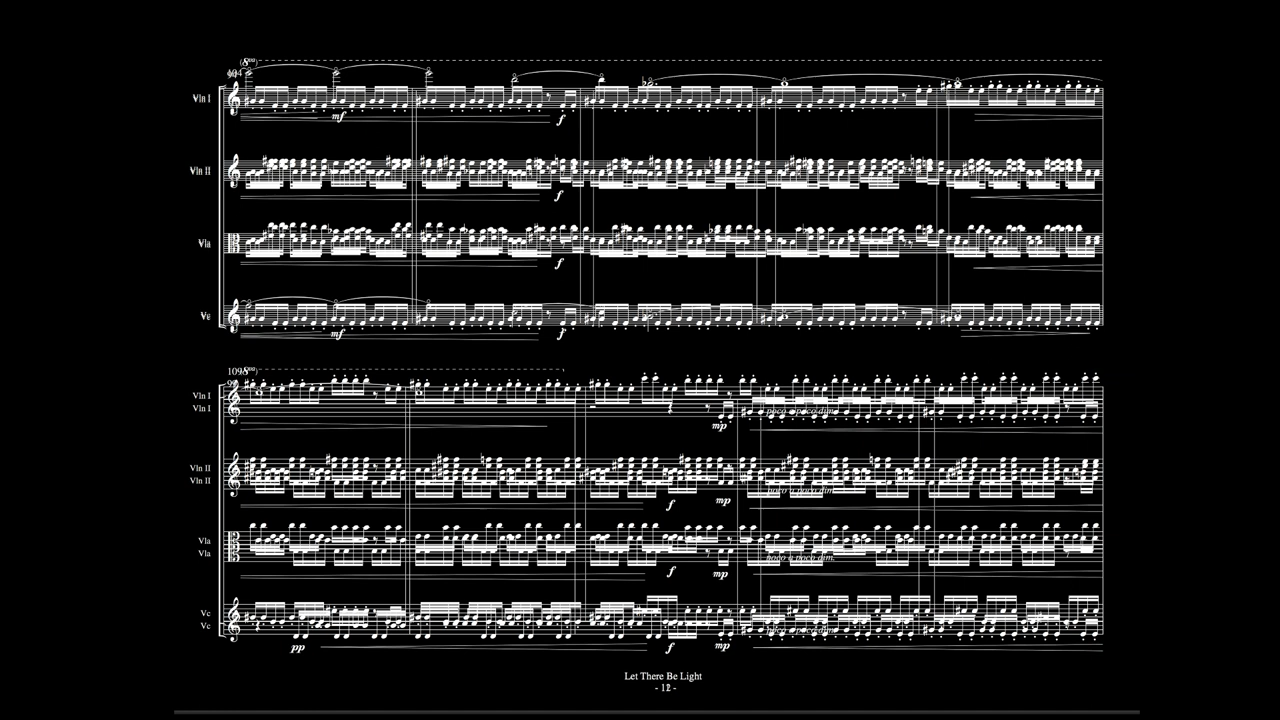 Vln I
mf
f
Vln II
f
Vla
f
Vc
mf
f
Vln I
Vln I
poco a poco dim.
mp
Vln II
Vln II
poco a poco dim.
f
mp
Vla
Vla
poco a poco dim.
f
mp
Vc
Vc
poco a poco dim.
pp
f
mp
Let There Be Light